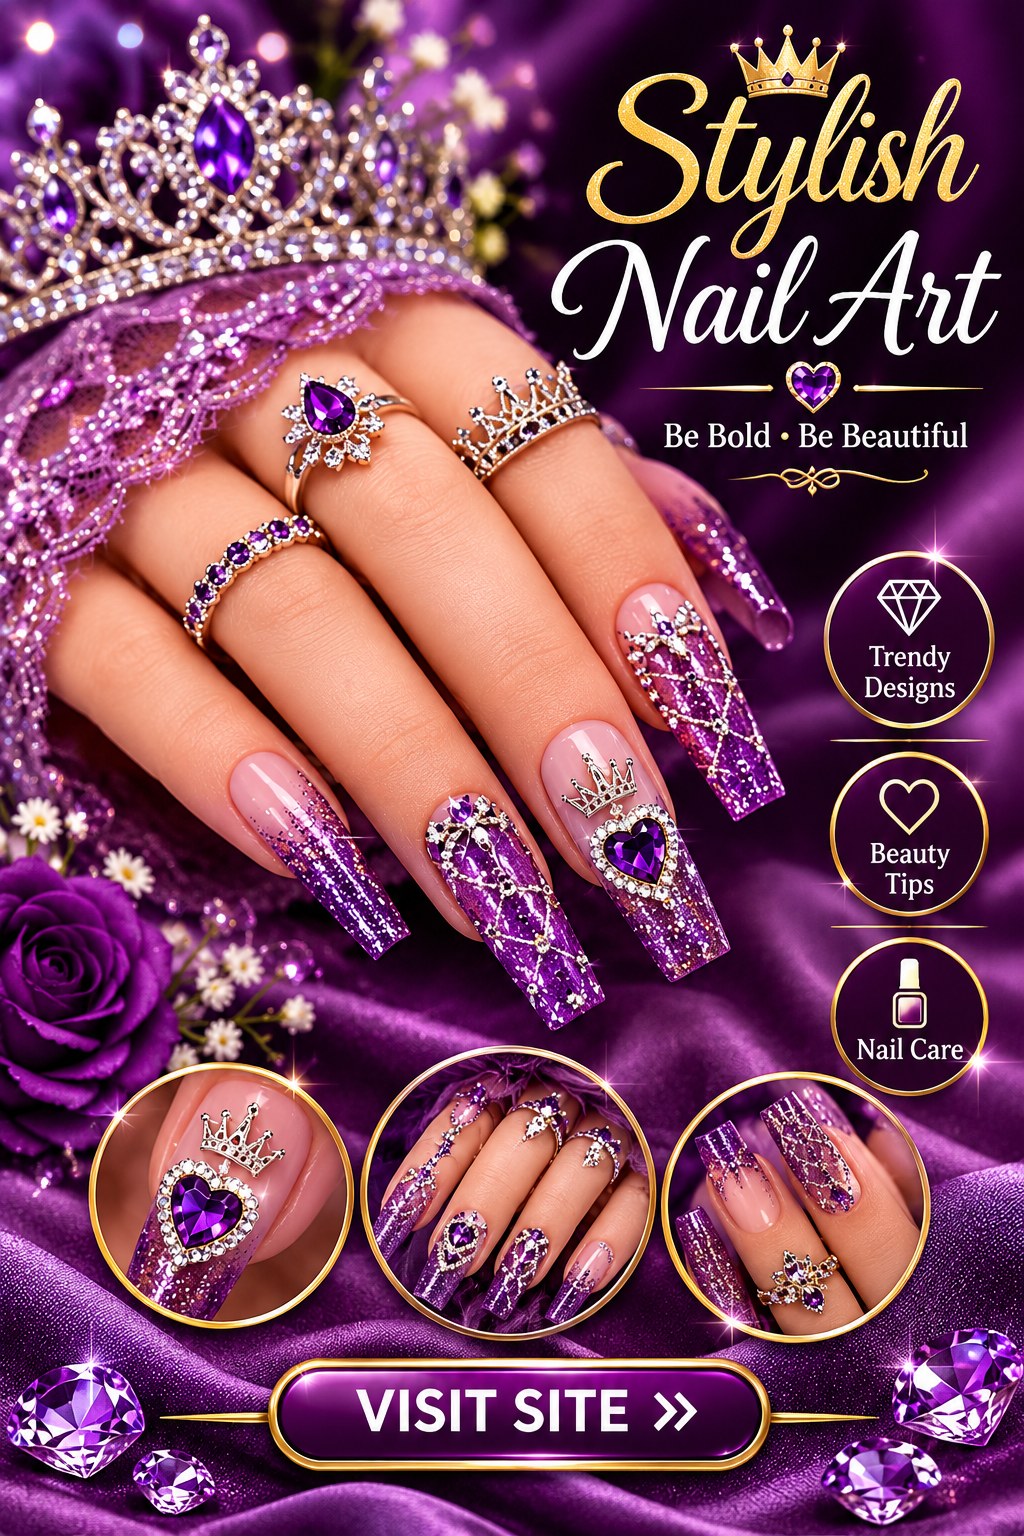 Stylish
Nail Art
Be Bold • Be Beautiful
Trendy
Designs
Beauty
Tips
Nail Care
VISIT SITE »